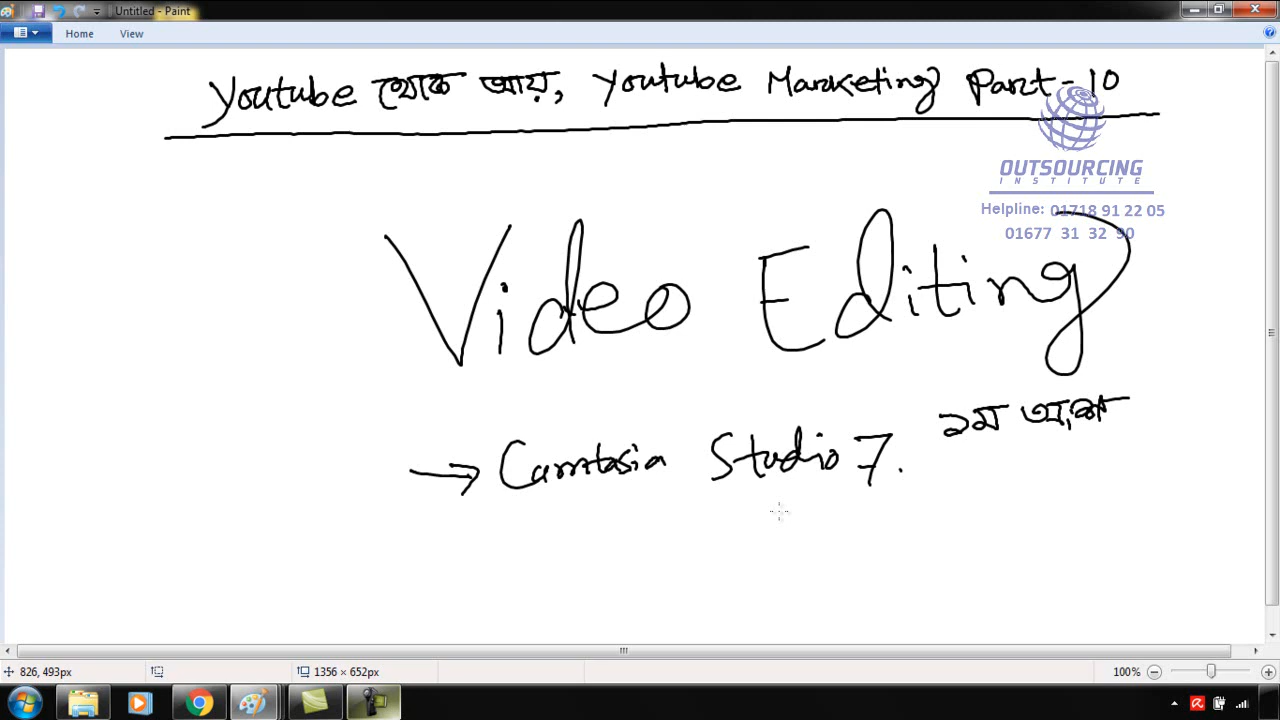 Untitled - Paint
Home View
Youtube থেকে আয়, Youtube Marketing Part-10
OUTSOURCING
INSTITUTE
Helpline: 01718 91 22 05
01677 31 32 90
Video Editing
১ম অংশ
→ Camtasia Studio 7.
826, 493px 1356 × 652px 100%